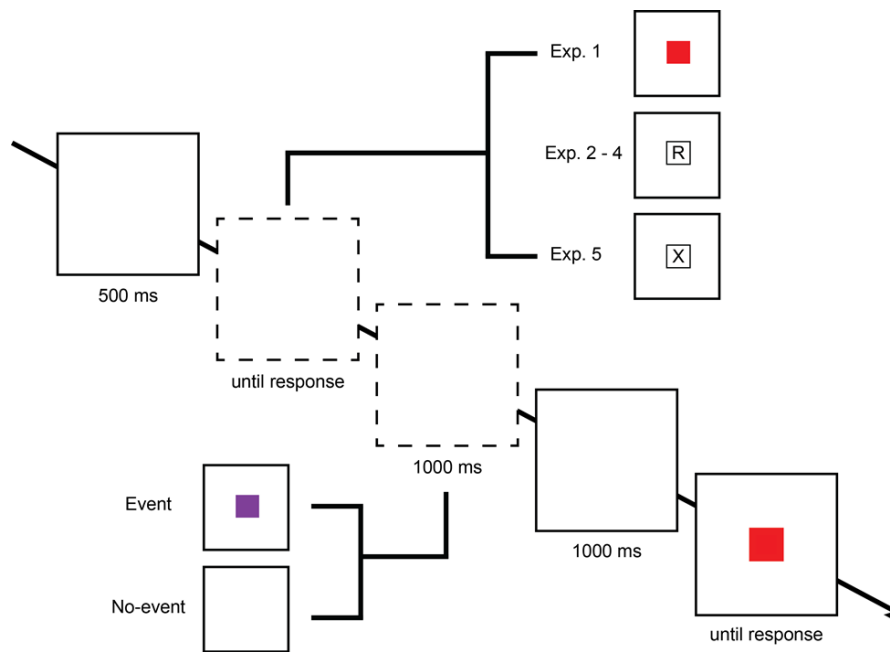 Exp. 1
Exp. 2 - 4
R
Exp. 5
X
500 ms
until response
1000 ms
Event
No-event
1000 ms
until response